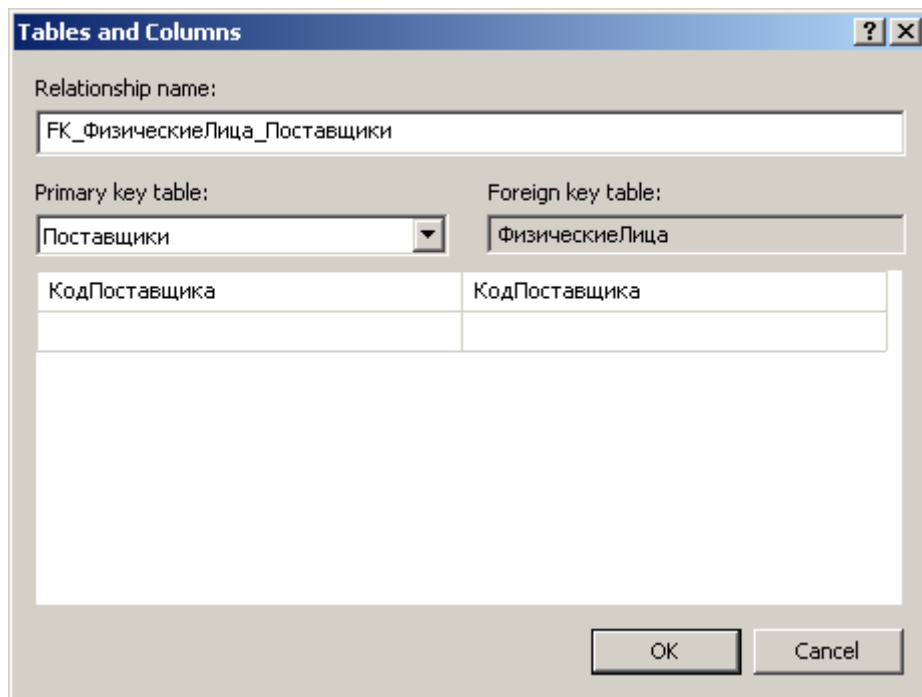 Tables and Columns
Relationship name:
FK_ФизическиеЛица_Поставщики
Primary key table:
Foreign key table:
Поставщики
ФизическиеЛица
КодПоставщика
КодПоставщика
OK
Cancel